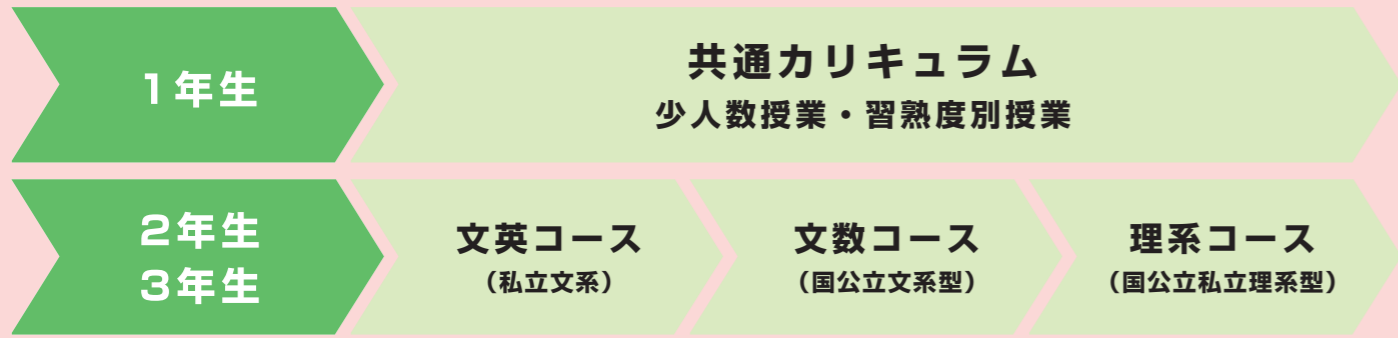 1年生
共通カリキュラム
少人数授業・習熟度別授業
2年生
3年生
文英コース
（私立文系）
文数コース
（国公立文系型）
理系コース
（国公立私立理系型）